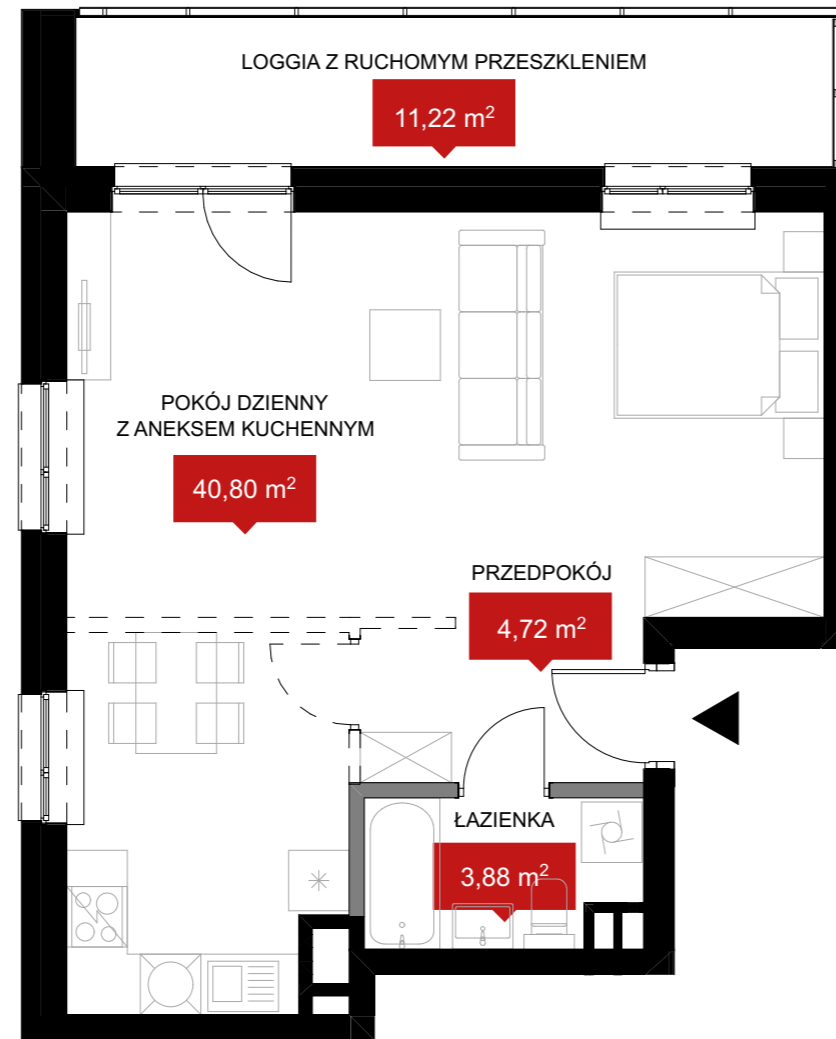 LOGGIA Z RUCHOMYM PRZESZKLENIEM
11,22 m²
POKÓJ DZIENNY
Z ANEKSEM KUCHENNYM
40,80 m²
PRZEDPOKÓJ
4,72 m²
ŁAZIENKA
3,88 m²